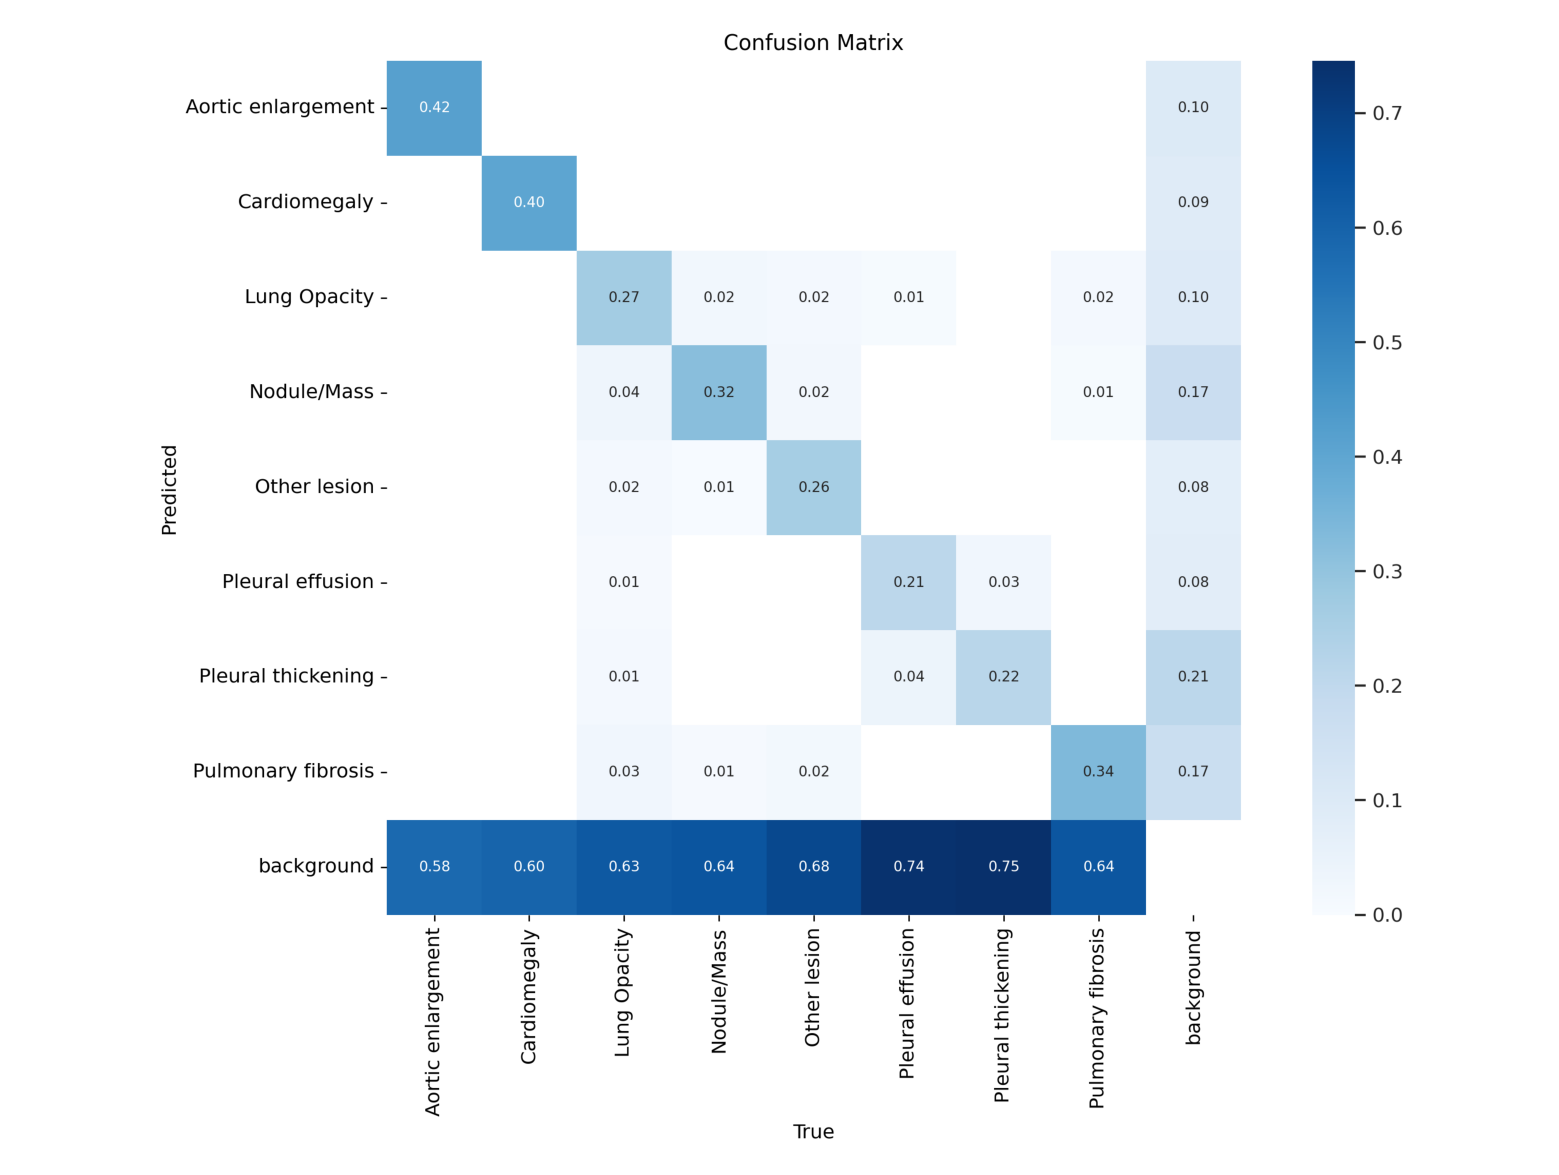 Confusion Matrix
Aortic enlargement 0.42 0.10
Cardiomegaly 0.40 0.09
Lung Opacity 0.27 0.02 0.02 0.01 0.02 0.10
Nodule/Mass 0.04 0.32 0.02 0.01 0.17
Other lesion 0.02 0.01 0.26 0.08
Pleural effusion 0.01 0.21 0.03 0.08
Pleural thickening 0.01 0.04 0.22 0.21
Pulmonary fibrosis 0.03 0.01 0.02 0.34 0.17
background 0.58 0.60 0.63 0.64 0.68 0.74 0.75 0.64
Predicted
Aortic enlargement
Cardiomegaly
Lung Opacity
Nodule/Mass
Other lesion
Pleural effusion
Pleural thickening
Pulmonary fibrosis
background
True
0.7
0.6
0.5
0.4
0.3
0.2
0.1
0.0